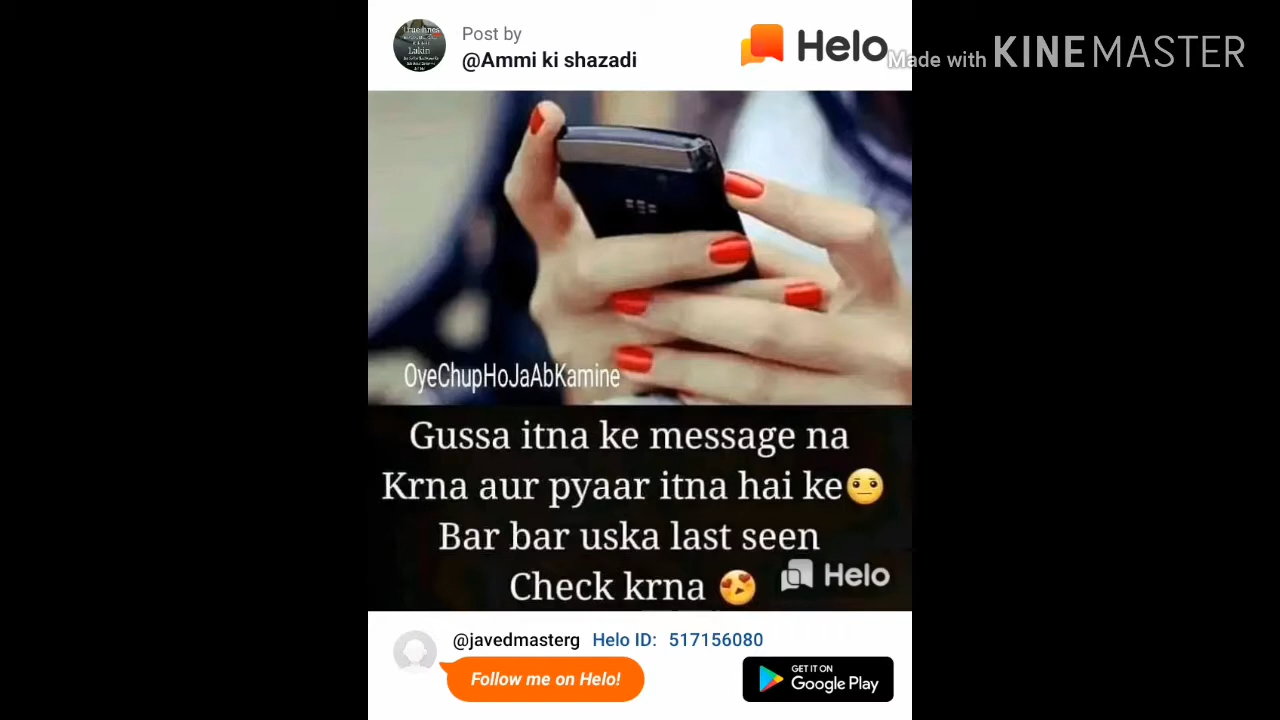 Post by
@Ammi ki shazadi
Helo
Made with KINEMASTER
OyeChupHoJaAbKamine
Gussa itna ke message na
Krna aur pyaar itna hai ke😐
Bar bar uska last seen
Check krna 😍
Helo
@javedmasterg Helo ID: 517156080
Follow me on Helo!
GET IT ON
Google Play